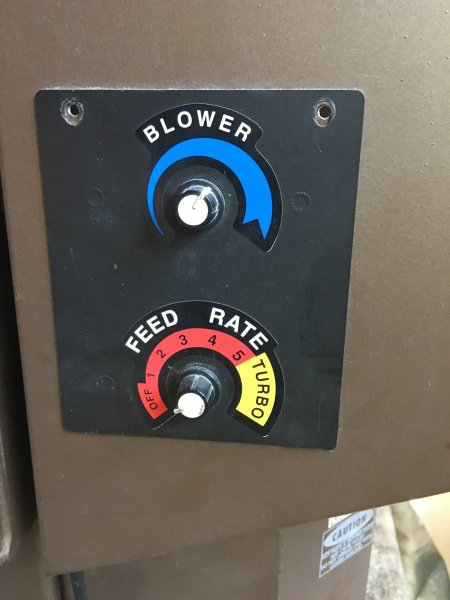 BLOWER
FEED RATE
OFF 1 2 3 4 5 TURBO
CAUTION